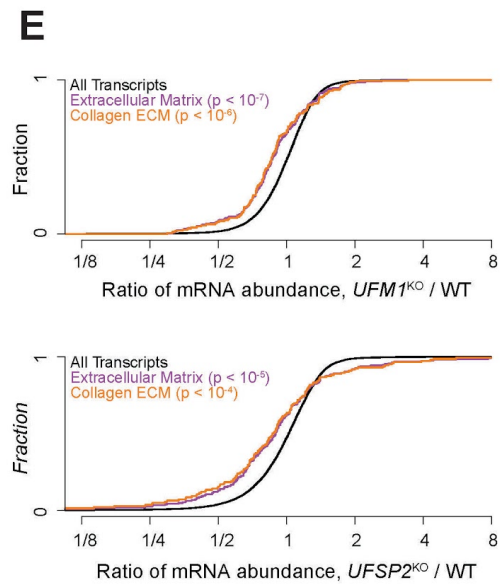 E
All Transcripts
Extracellular Matrix (p < 10⁻⁷)
Collagen ECM (p < 10⁻⁶)
Fraction
1
0
1/8 1/4 1/2 1 2 4 8
Ratio of mRNA abundance, UFM1ᴷᴼ / WT
All Transcripts
Extracellular Matrix (p < 10⁻⁵)
Collagen ECM (p < 10⁻⁴)
Fraction
1
0
1/8 1/4 1/2 1 2 4 8
Ratio of mRNA abundance, UFSP2ᴷᴼ / WT